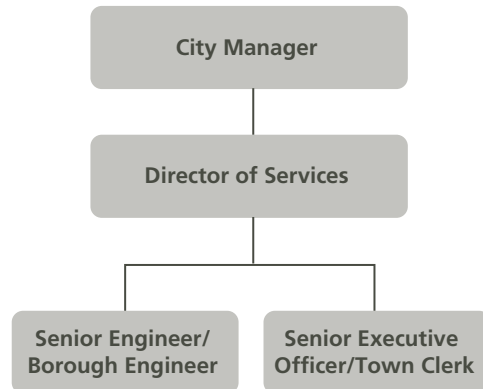 City Manager
Director of Services
Senior Engineer/
Borough Engineer
Senior Executive
Officer/Town Clerk